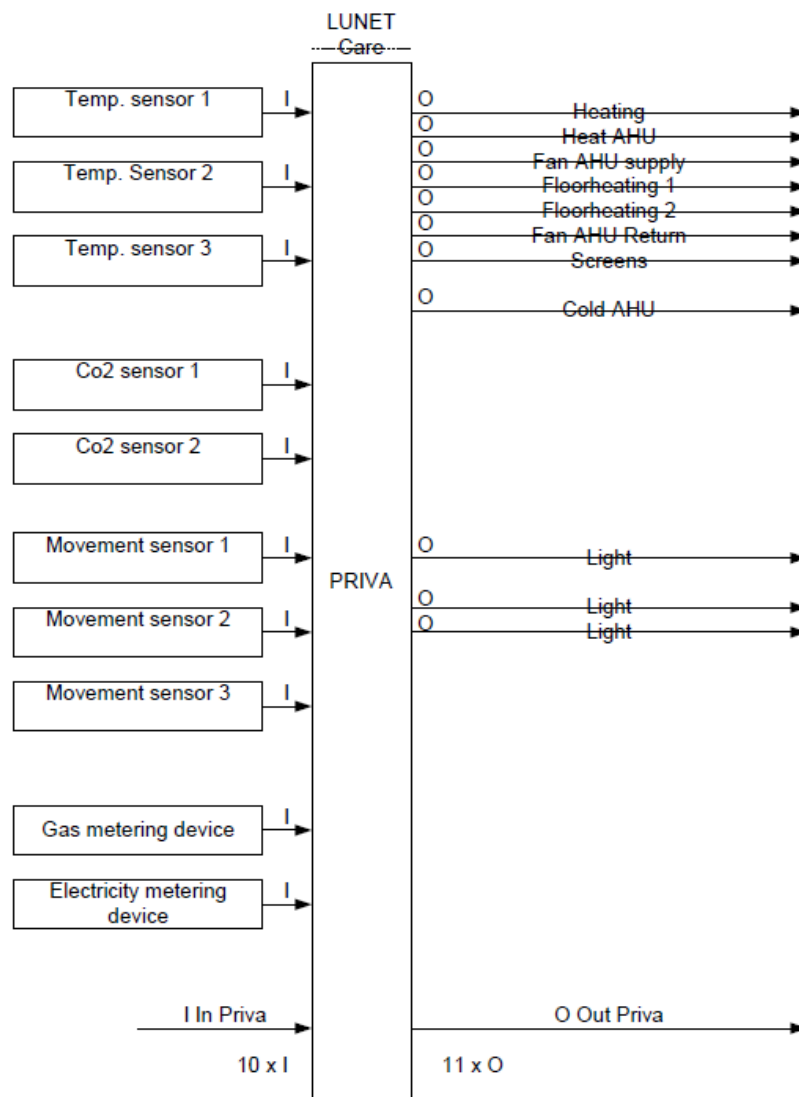 LUNET
Care
Temp. sensor 1
I
O
Heating
O
Heat AHU
O
Fan AHU supply
Temp. Sensor 2
I
O
Floorheating 1
O
Floorheating 2
O
Fan AHU Return
Temp. sensor 3
I
O
Screens
O
Cold AHU
Co2 sensor 1
I
Co2 sensor 2
I
Movement sensor 1
I
O
Light
PRIVA
O
Light
Movement sensor 2
I
O
Light
Movement sensor 3
I
Gas metering device
I
Electricity metering
device
I
I In Priva
O Out Priva
10 x I
11 x O